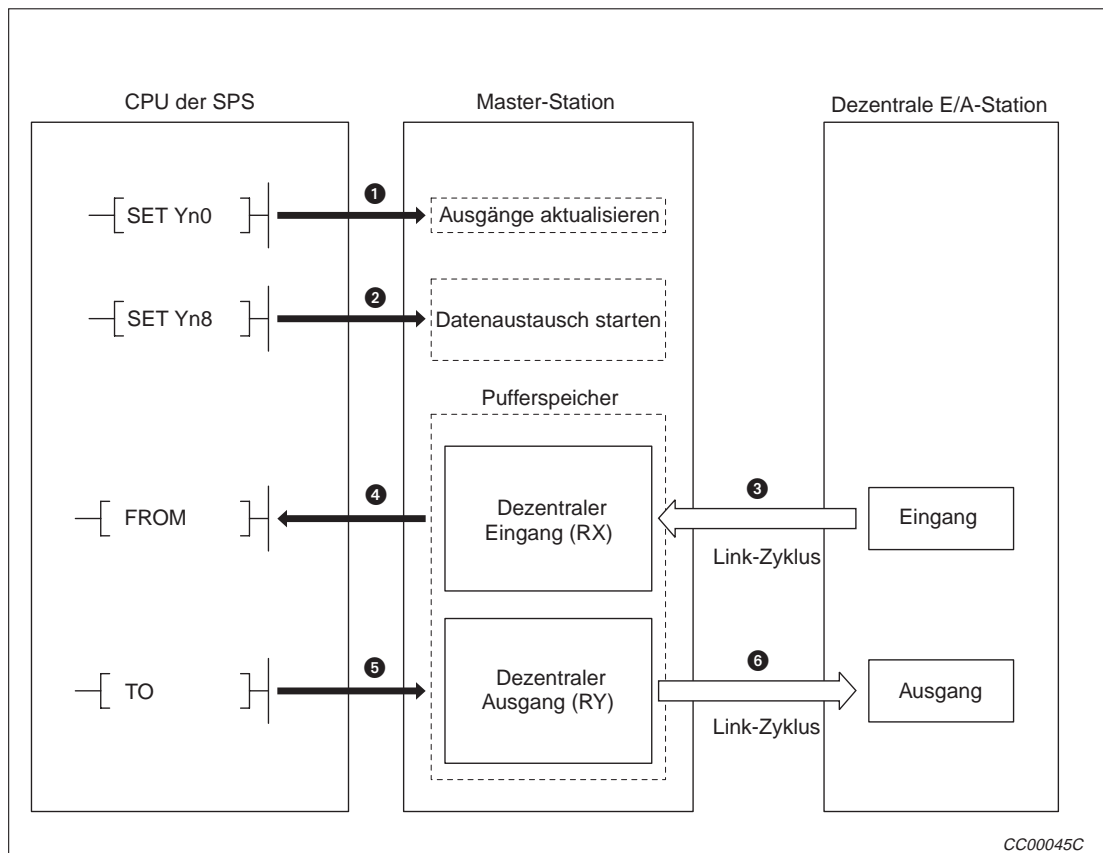 CPU der SPS
Master-Station
Dezentrale E/A-Station
SET Yn0
❶
Ausgänge aktualisieren
SET Yn8
❷
Datenaustausch starten
Pufferspeicher
FROM
❹
Dezentraler
Eingang (RX)
❸
Link-Zyklus
Eingang
TO
❺
Dezentraler
Ausgang (RY)
❻
Link-Zyklus
Ausgang
CC00045C